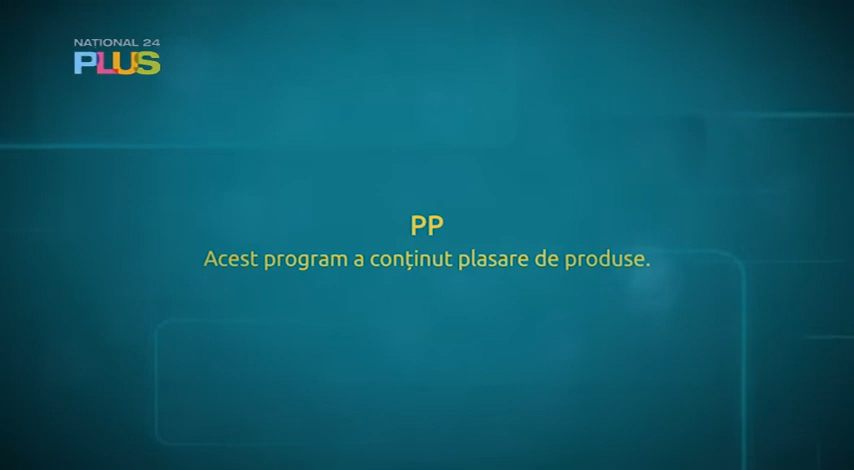 NATIONAL 24
PLUS
PP
Acest program a conținut plasare de produse.